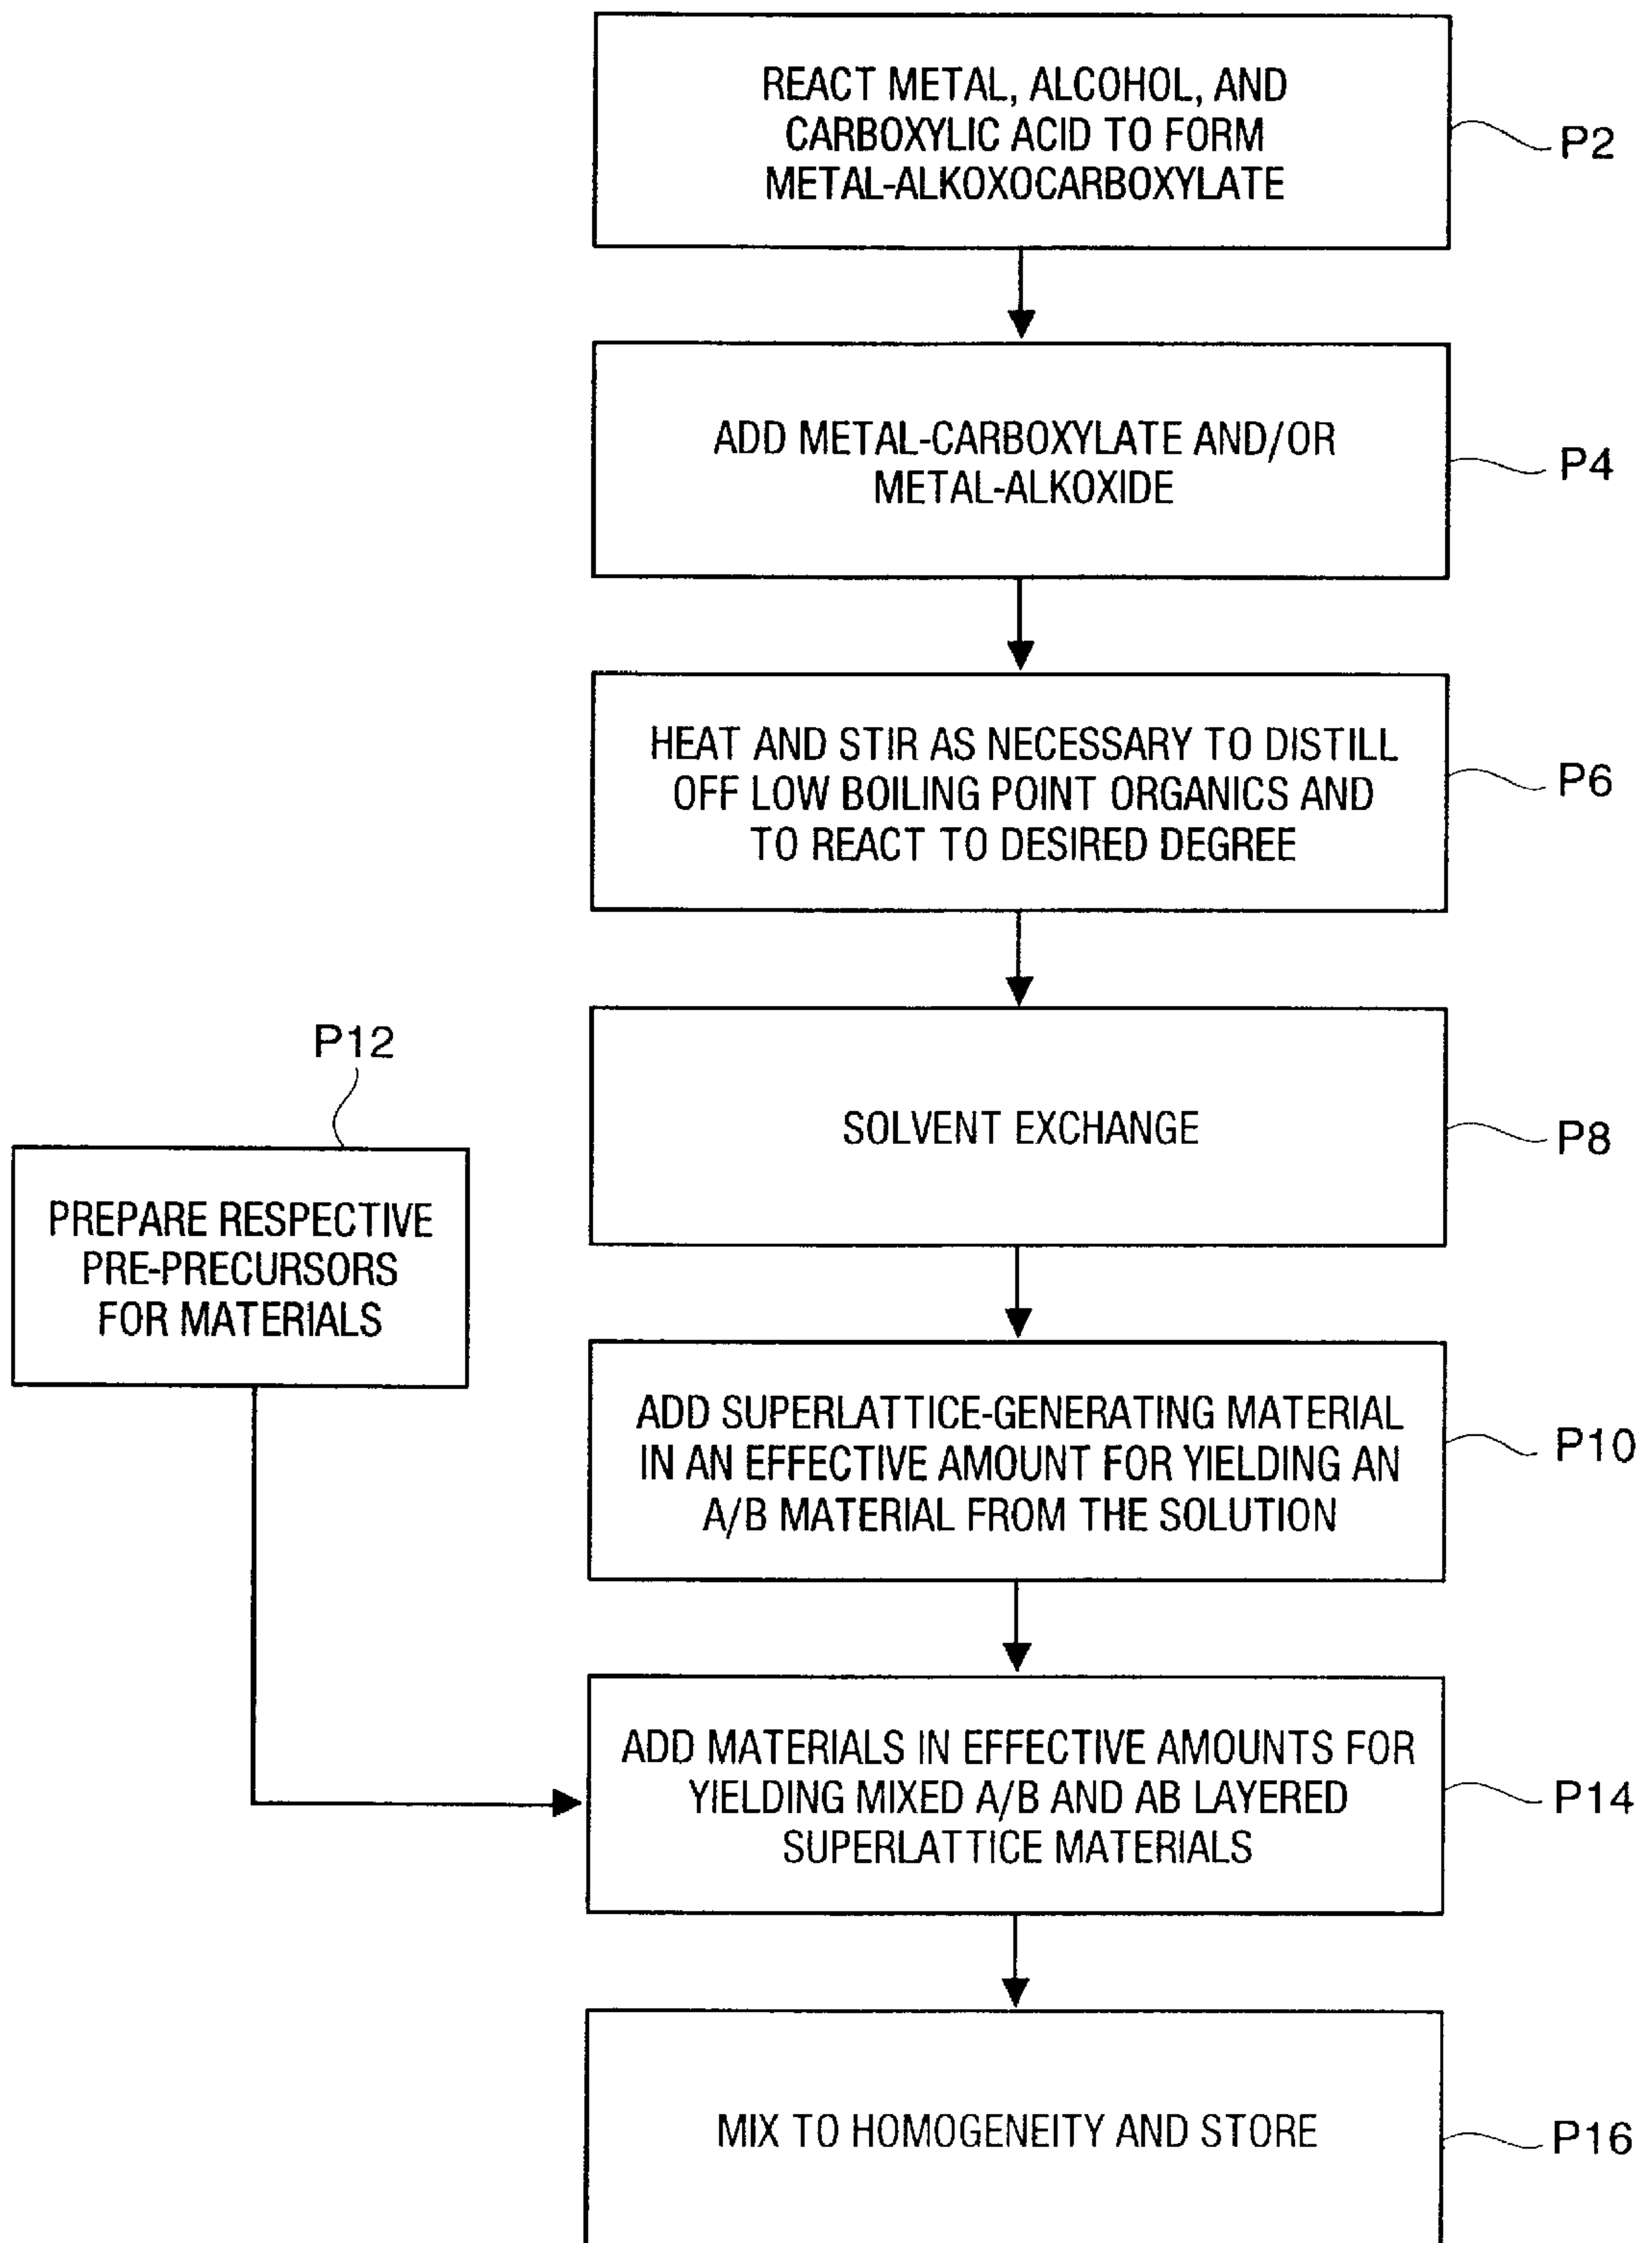 REACT METAL, ALCOHOL, AND
CARBOXYLIC ACID TO FORM
METAL-ALKOXOCARBOXYLATE
P2
ADD METAL-CARBOXYLATE AND/OR
METAL-ALKOXIDE
P4
HEAT AND STIR AS NECESSARY TO DISTILL
OFF LOW BOILING POINT ORGANICS AND
TO REACT TO DESIRED DEGREE
P6
SOLVENT EXCHANGE
P8
P12
PREPARE RESPECTIVE
PRE-PRECURSORS
FOR MATERIALS
ADD SUPERLATTICE-GENERATING MATERIAL
IN AN EFFECTIVE AMOUNT FOR YIELDING AN
A/B MATERIAL FROM THE SOLUTION
P10
ADD MATERIALS IN EFFECTIVE AMOUNTS FOR
YIELDING MIXED A/B AND AB LAYERED
SUPERLATTICE MATERIALS
P14
MIX TO HOMOGENEITY AND STORE
P16